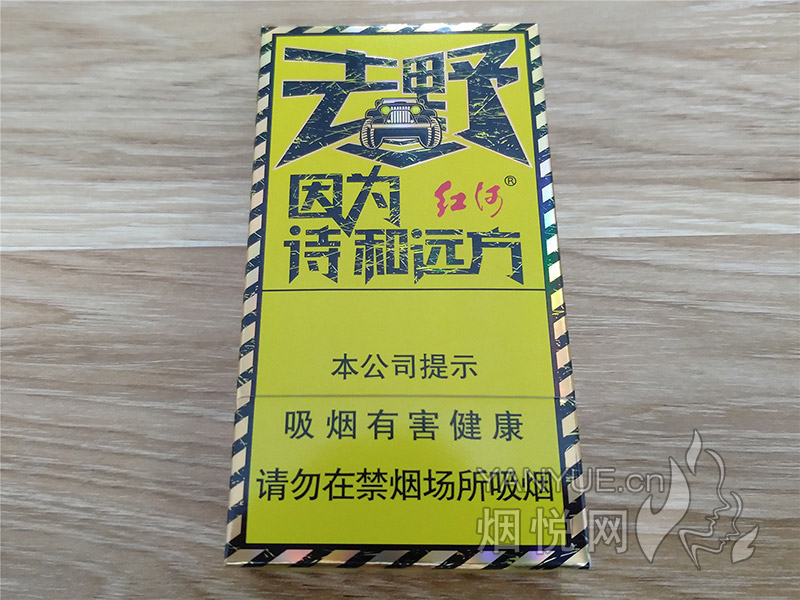 去野
因为 红河®
诗和远方
本公司提示
吸烟有害健康
请勿在禁烟场所吸烟
YANYUE.cn
烟悦网